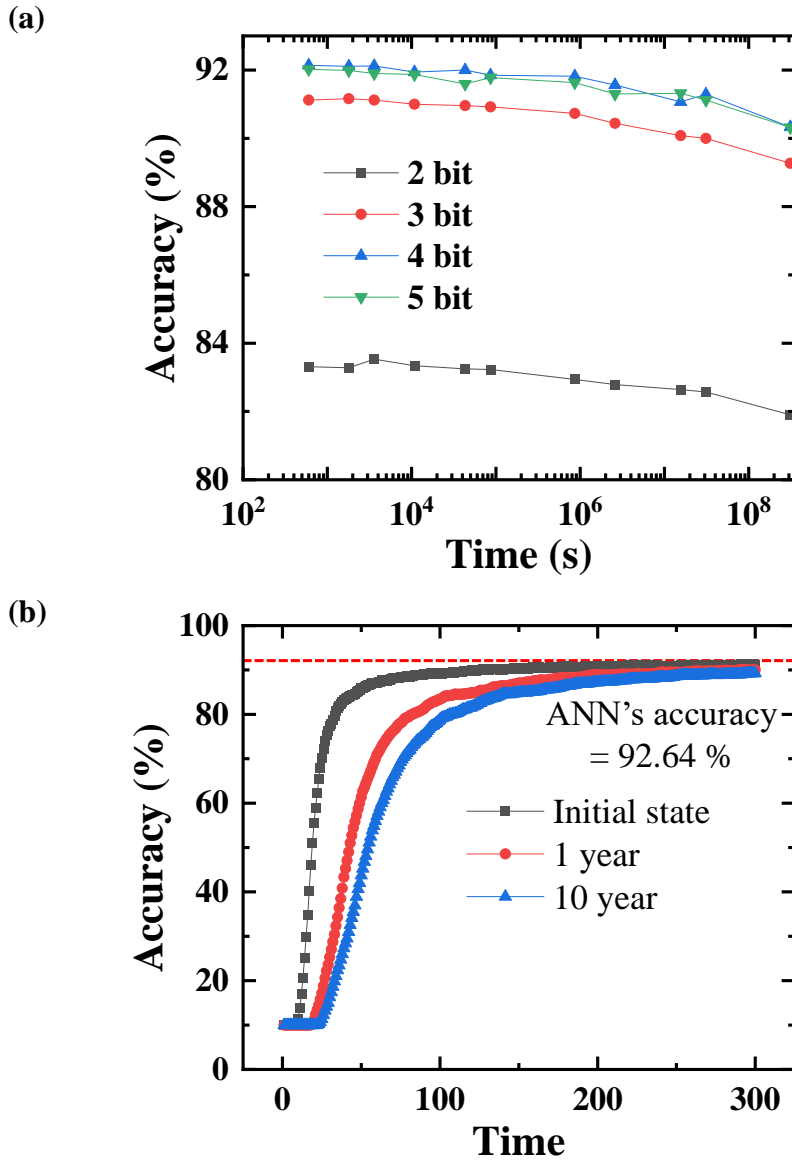 (a)
92
88
84
80
Accuracy (%)
2 bit
3 bit
4 bit
5 bit
10^2 10^4 10^6 10^8
Time (s)
(b)
100
80
60
40
20
0
Accuracy (%)
ANN's accuracy
= 92.64 %
Initial state
1 year
10 year
0 100 200 300
Time